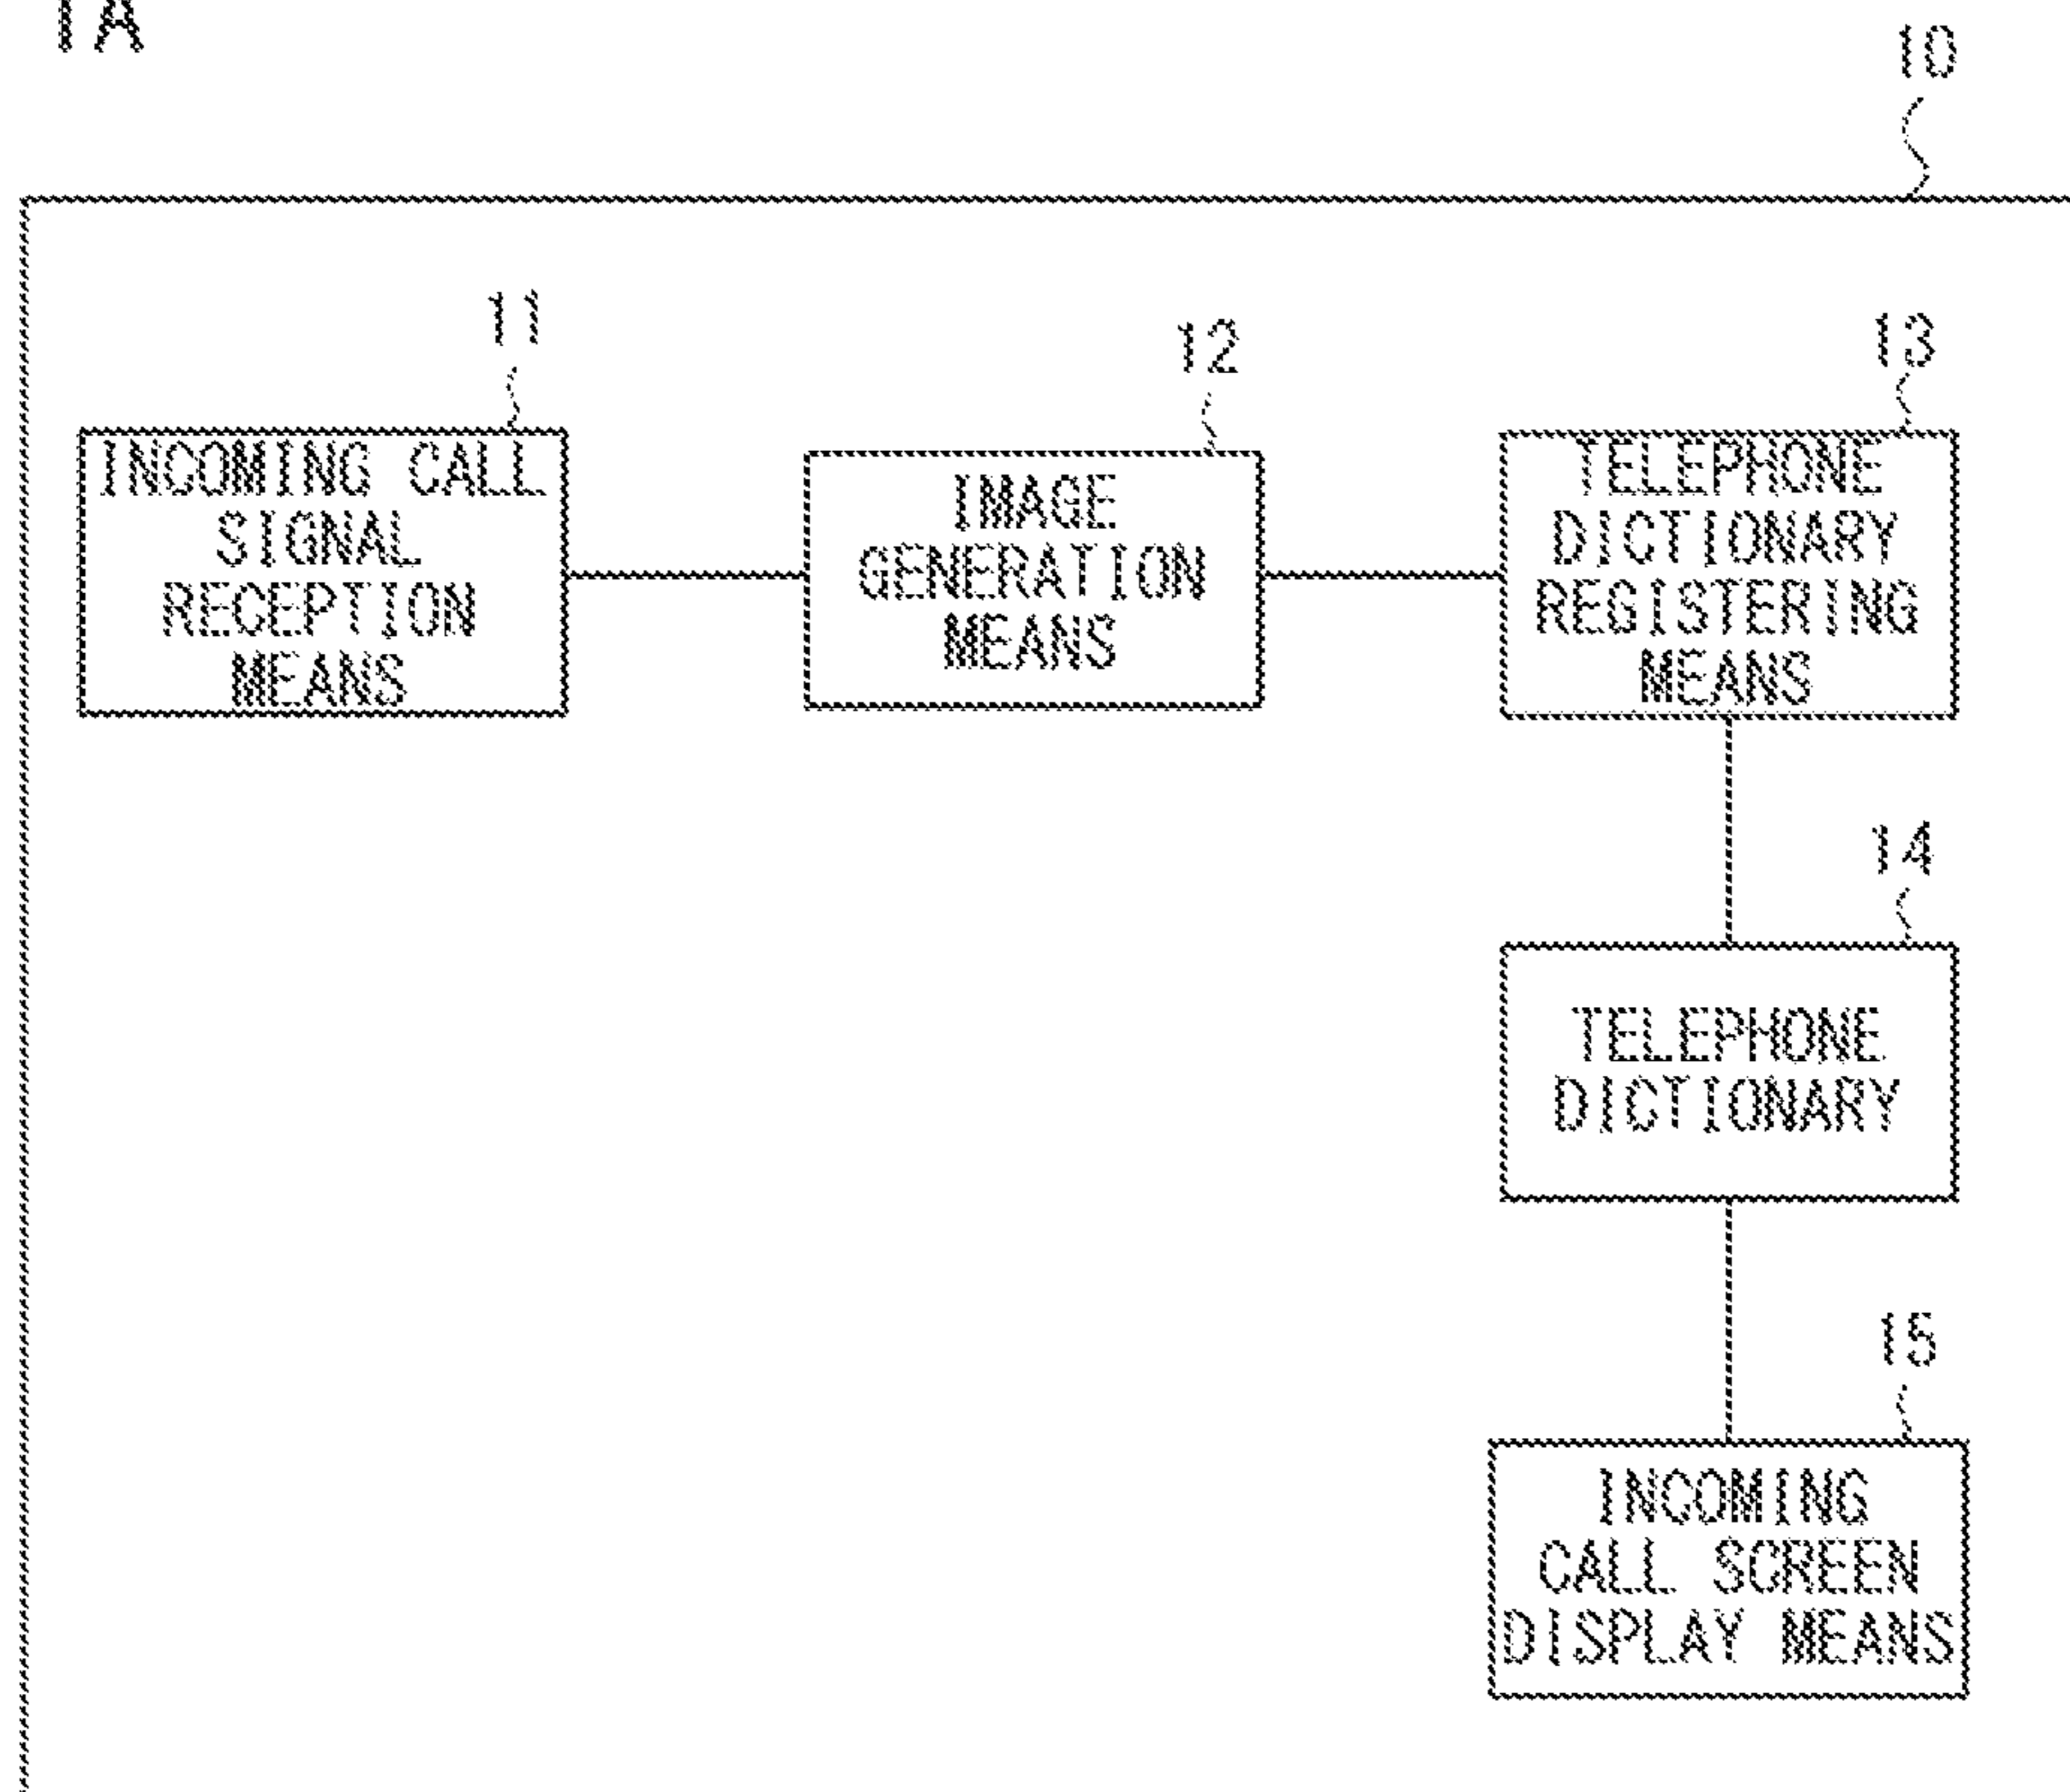 1A
10
11
INCOMING CALL
SIGNAL
RECEPTION
MEANS
12
IMAGE
GENERATION
MEANS
13
TELEPHONE
DICTIONARY
REGISTERING
MEANS
14
TELEPHONE
DICTIONARY
15
INCOMING
CALL SCREEN
DISPLAY MEANS